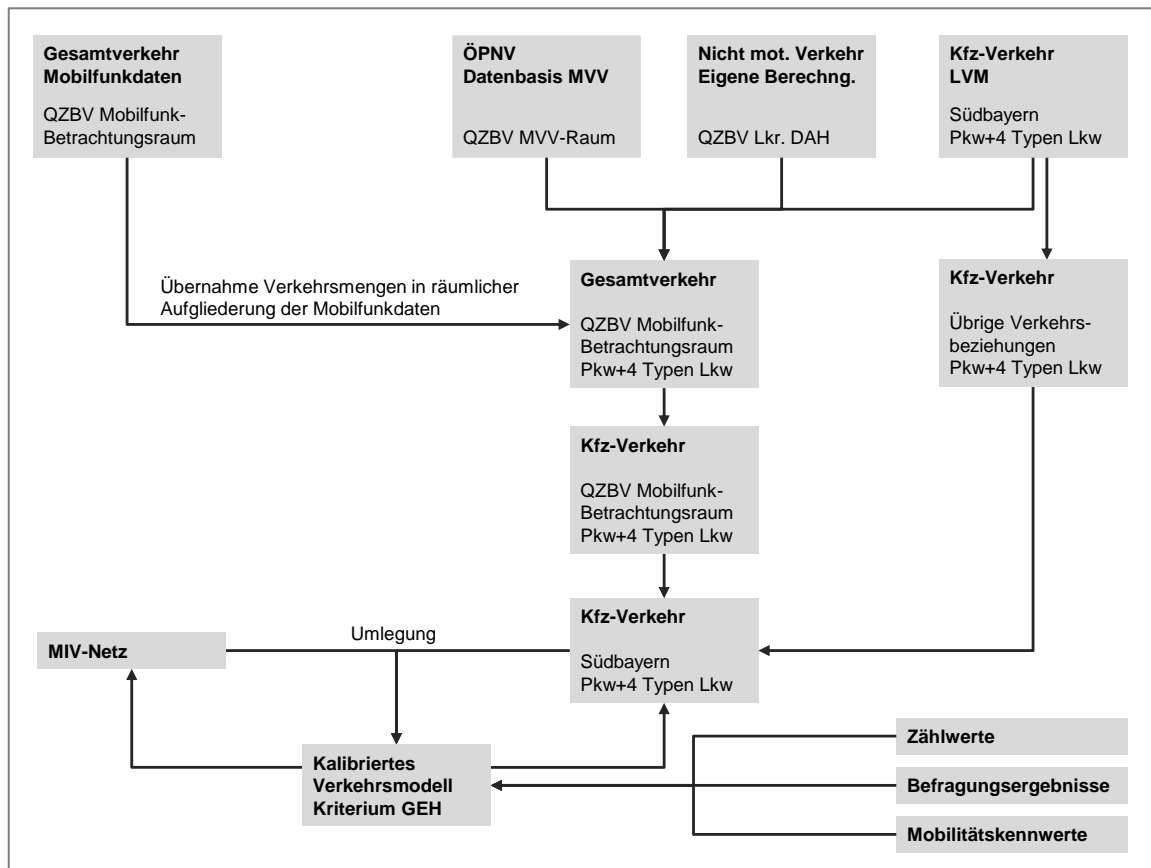 Gesamtverkehr
Mobilfunkdaten
QZBV Mobilfunk-
Betrachtungsraum
ÖPNV
Datenbasis MVV
QZBV MVV-Raum
Nicht mot. Verkehr
Eigene Berechng.
QZBV Lkr. DAH
Kfz-Verkehr
LVM
Südbayern
Pkw+4 Typen Lkw
Übernahme Verkehrsmengen in räumlicher
Aufgliederung der Mobilfunkdaten
Gesamtverkehr
QZBV Mobilfunk-
Betrachtungsraum
Pkw+4 Typen Lkw
Kfz-Verkehr
Übrige Verkehrs-
beziehungen
Pkw+4 Typen Lkw
Kfz-Verkehr
QZBV Mobilfunk-
Betrachtungsraum
Pkw+4 Typen Lkw
MIV-Netz
Umlegung
Kfz-Verkehr
Südbayern
Pkw+4 Typen Lkw
Kalibriertes
Verkehrsmodell
Kriterium GEH
Zählwerte
Befragungsergebnisse
Mobilitätskennwerte